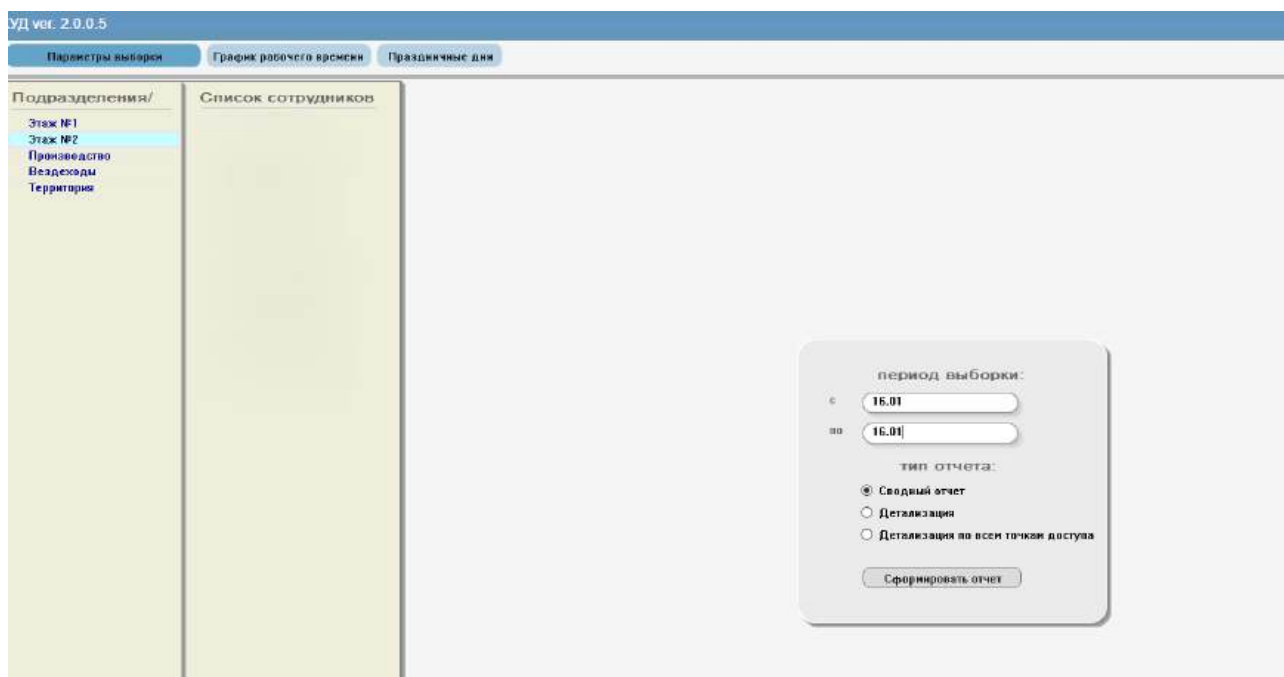 УД ver. 2.0.0.5
Параметры выборки
График рабочего времени
Праздничные дни
Подразделения/
Список сотрудников
Этаж №1
Этаж №2
Производство
Вездеходы
Территория
период выборки:
с 16.01
по 16.01
тип отчета:
Сводный отчет
Детализация
Детализация по всем точкам доступа
Сформировать отчет